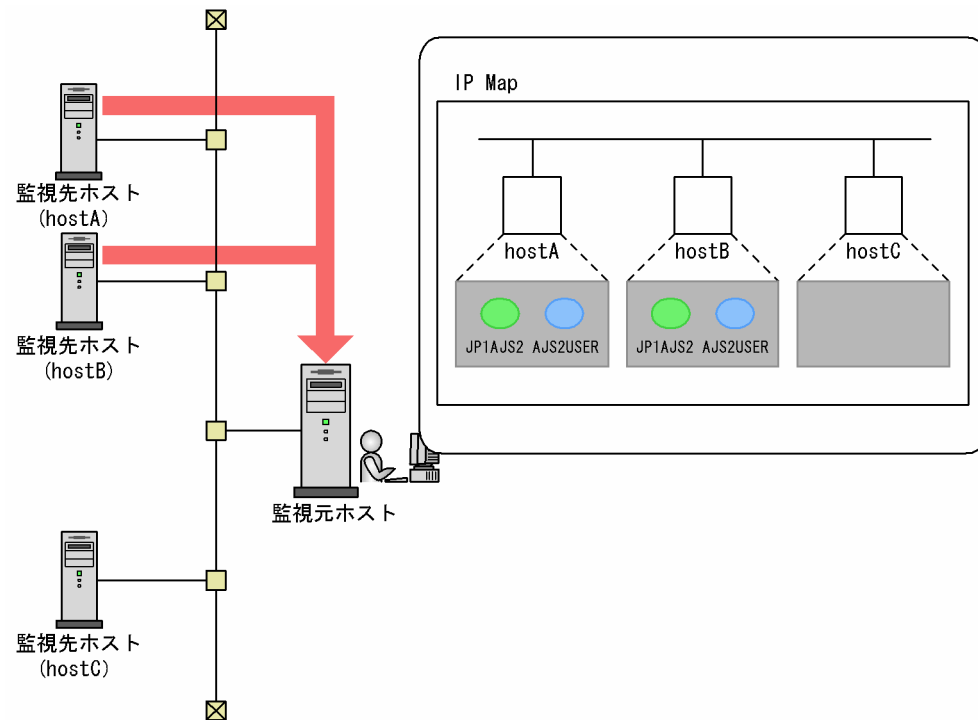 IP Map
hostA
hostB
hostC
JP1AJS2 AJS2USER
JP1AJS2 AJS2USER
監視先ホスト
(hostA)
監視先ホスト
(hostB)
監視元ホスト
監視先ホスト
(hostC)